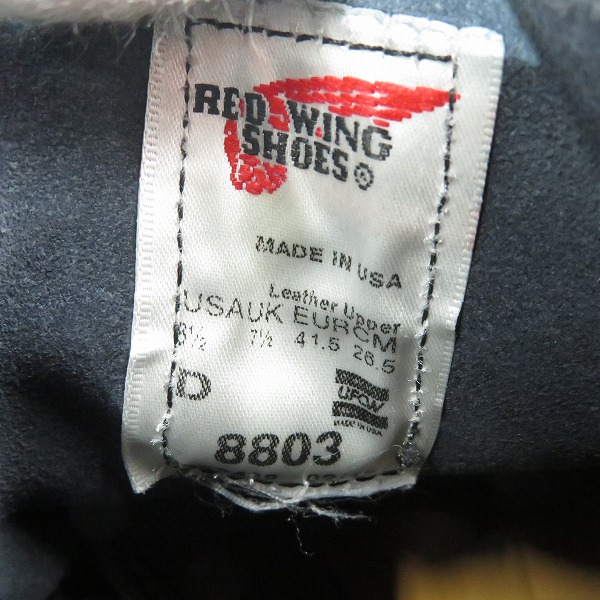 RED WING
SHOES ®
MADE IN USA
Leather Upper
USA UK EUR CM
8½ 7½ 41.5 26.5
D
UFCW
MADE IN U.S.A.
8803